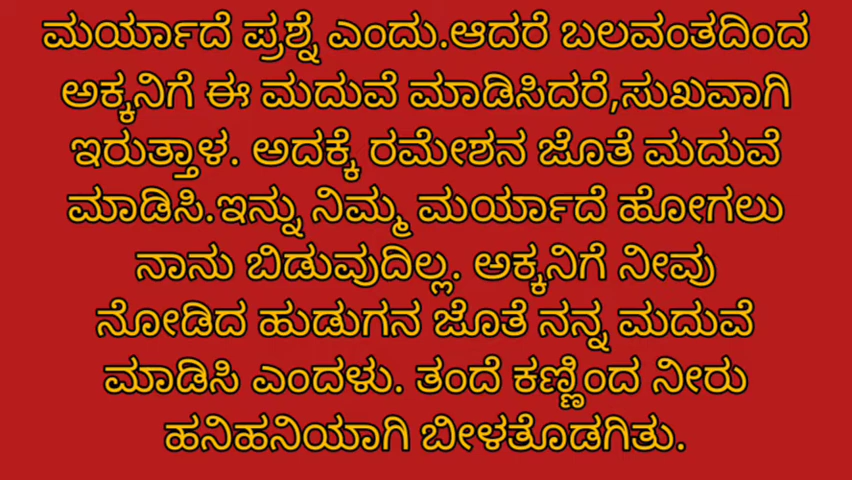 ಮರ್ಯಾದೆ ಪ್ರಶ್ನೆ ಎಂದು.ಆದರೆ ಬಲವಂತದಿಂದ
ಅಕ್ಕನಿಗೆ ಈ ಮದುವೆ ಮಾಡಿಸಿದರೆ,ಸುಖವಾಗಿ
ಇರುತ್ತಾಳ. ಅದಕ್ಕೆ ರಮೇಶನ ಜೊತೆ ಮದುವೆ
ಮಾಡಿಸಿ.ಇನ್ನು ನಿಮ್ಮ ಮರ್ಯಾದೆ ಹೋಗಲು
ನಾನು ಬಿಡುವುದಿಲ್ಲ. ಅಕ್ಕನಿಗೆ ನೀವು
ನೋಡಿದ ಹುಡುಗನ ಜೊತೆ ನನ್ನ ಮದುವೆ
ಮಾಡಿಸಿ ಎಂದಳು. ತಂದೆ ಕಣ್ಣಿಂದ ನೀರು
ಹನಿಹನಿಯಾಗಿ ಬೀಳತೊಡಗಿತು.